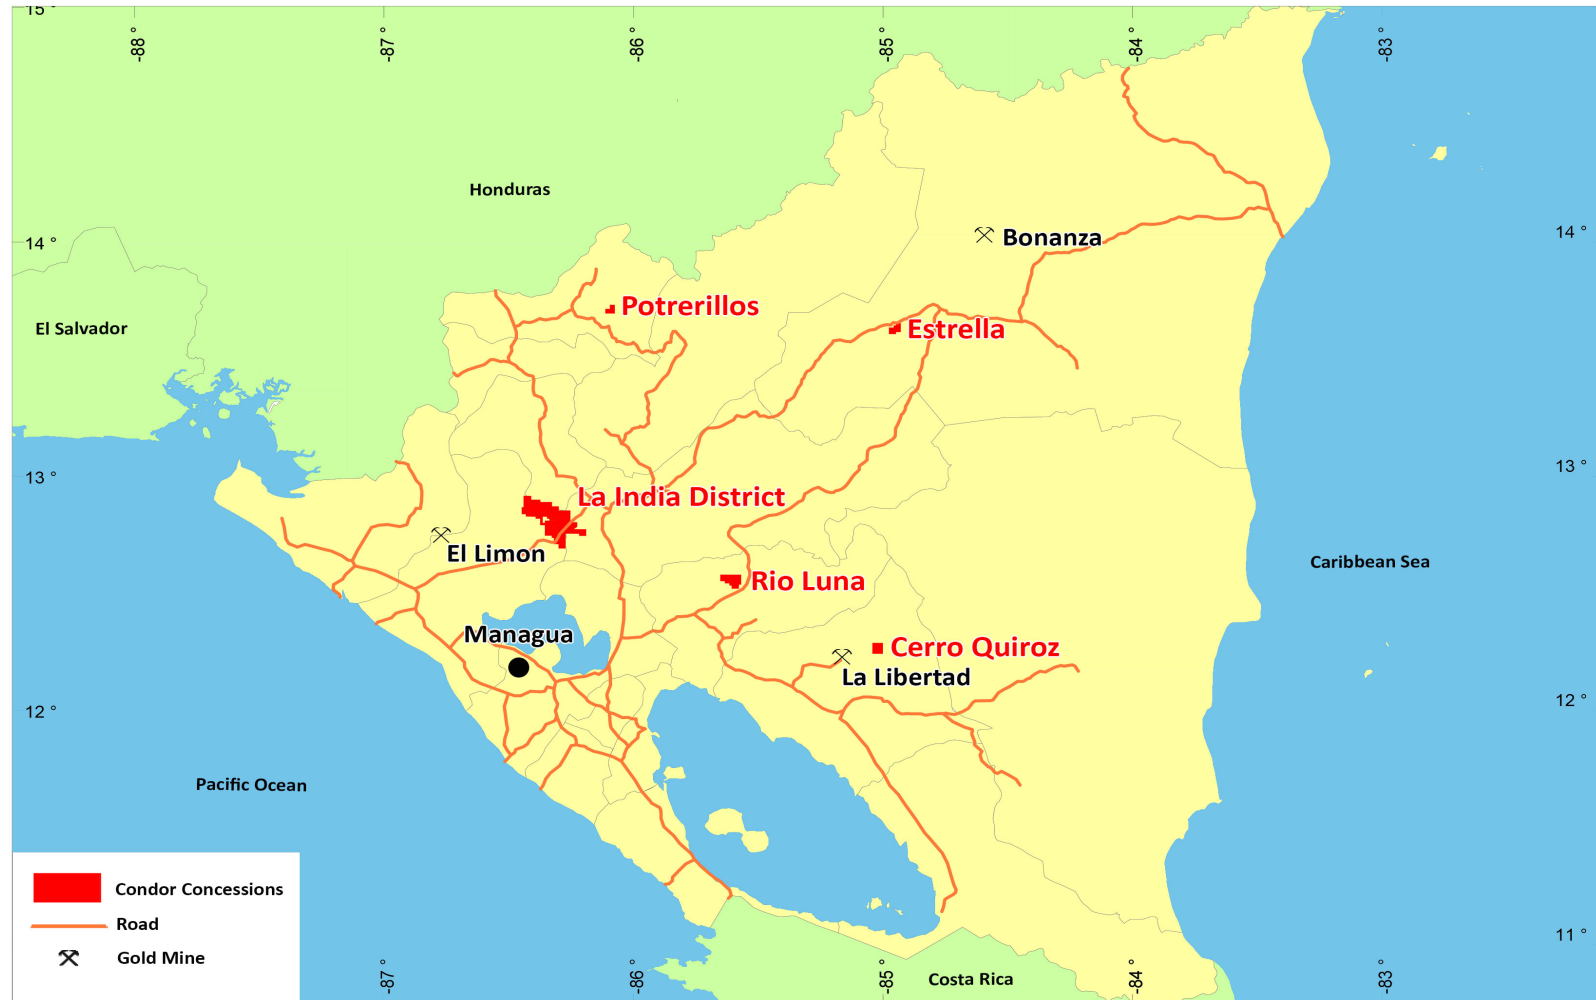 15 °
-88 °
-87 °
-86 °
-85 °
-84 °
-83 °
Honduras
14 °
Bonanza
14 °
Potrerillos
El Salvador
Estrella
13 °
13 °
La India District
El Limon
Caribbean Sea
Rio Luna
Managua
Cerro Quiroz
La Libertad
12 °
12 °
Pacific Ocean
Condor Concessions
Road
Gold Mine
11 °
-87 °
-86 °
-85 °
-84 °
-83 °
Costa Rica